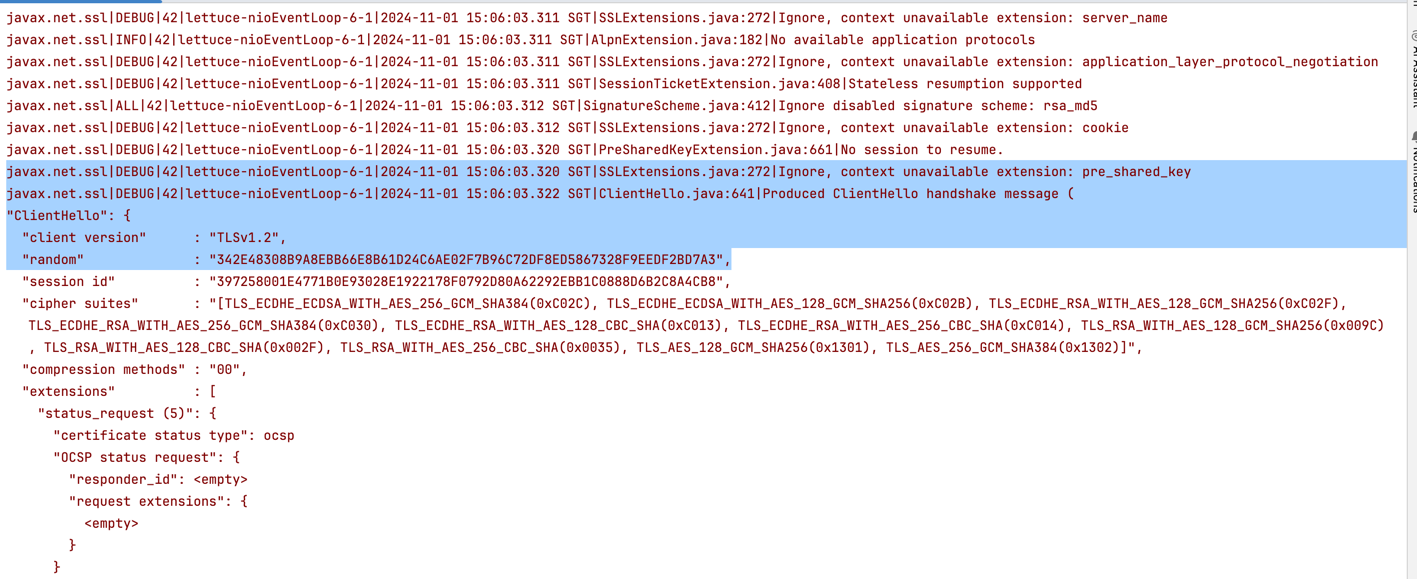 javax.net.ssl|DEBUG|42|lettuce-nioEventLoop-6-1|2024-11-01 15:06:03.311 SGT|SSLExtensions.java:272|Ignore, context unavailable extension: server_name
javax.net.ssl|INFO|42|lettuce-nioEventLoop-6-1|2024-11-01 15:06:03.311 SGT|AlpnExtension.java:182|No available application protocols
javax.net.ssl|DEBUG|42|lettuce-nioEventLoop-6-1|2024-11-01 15:06:03.311 SGT|SSLExtensions.java:272|Ignore, context unavailable extension: application_layer_protocol_negotiation
javax.net.ssl|DEBUG|42|lettuce-nioEventLoop-6-1|2024-11-01 15:06:03.311 SGT|SessionTicketExtension.java:408|Stateless resumption supported
javax.net.ssl|ALL|42|lettuce-nioEventLoop-6-1|2024-11-01 15:06:03.312 SGT|SignatureScheme.java:412|Ignore disabled signature scheme: rsa_md5
javax.net.ssl|DEBUG|42|lettuce-nioEventLoop-6-1|2024-11-01 15:06:03.312 SGT|SSLExtensions.java:272|Ignore, context unavailable extension: cookie
javax.net.ssl|DEBUG|42|lettuce-nioEventLoop-6-1|2024-11-01 15:06:03.320 SGT|PreSharedKeyExtension.java:661|No session to resume.
javax.net.ssl|DEBUG|42|lettuce-nioEventLoop-6-1|2024-11-01 15:06:03.320 SGT|SSLExtensions.java:272|Ignore, context unavailable extension: pre_shared_key
javax.net.ssl|DEBUG|42|lettuce-nioEventLoop-6-1|2024-11-01 15:06:03.322 SGT|ClientHello.java:641|Produced ClientHello handshake message (
"ClientHello": {
"client version" : "TLSv1.2",
"random" : "342E48308B9A8EBB66E8B61D24C6AE02F7B96C72DF8ED5867328F9EEDF2BD7A3",
"session id" : "397258001E4771B0E93028E1922178F0792D80A62292EBB1C0888D6B2C8A4CB8",
"cipher suites" : "[TLS_ECDHE_ECDSA_WITH_AES_256_GCM_SHA384(0xC02C), TLS_ECDHE_ECDSA_WITH_AES_128_GCM_SHA256(0xC02B), TLS_ECDHE_RSA_WITH_AES_128_GCM_SHA256(0xC02F),
TLS_ECDHE_RSA_WITH_AES_256_GCM_SHA384(0xC030), TLS_ECDHE_RSA_WITH_AES_128_CBC_SHA(0xC013), TLS_ECDHE_RSA_WITH_AES_256_CBC_SHA(0xC014), TLS_RSA_WITH_AES_128_GCM_SHA256(0x009C)
, TLS_RSA_WITH_AES_128_CBC_SHA(0x002F), TLS_RSA_WITH_AES_256_CBC_SHA(0x0035), TLS_AES_128_GCM_SHA256(0x1301), TLS_AES_256_GCM_SHA384(0x1302)]",
"compression methods" : "00",
"extensions" : [
"status_request (5)": {
"certificate status type": ocsp
"OCSP status request": {
"responder_id": <empty>
"request extensions": {
<empty>
}
}